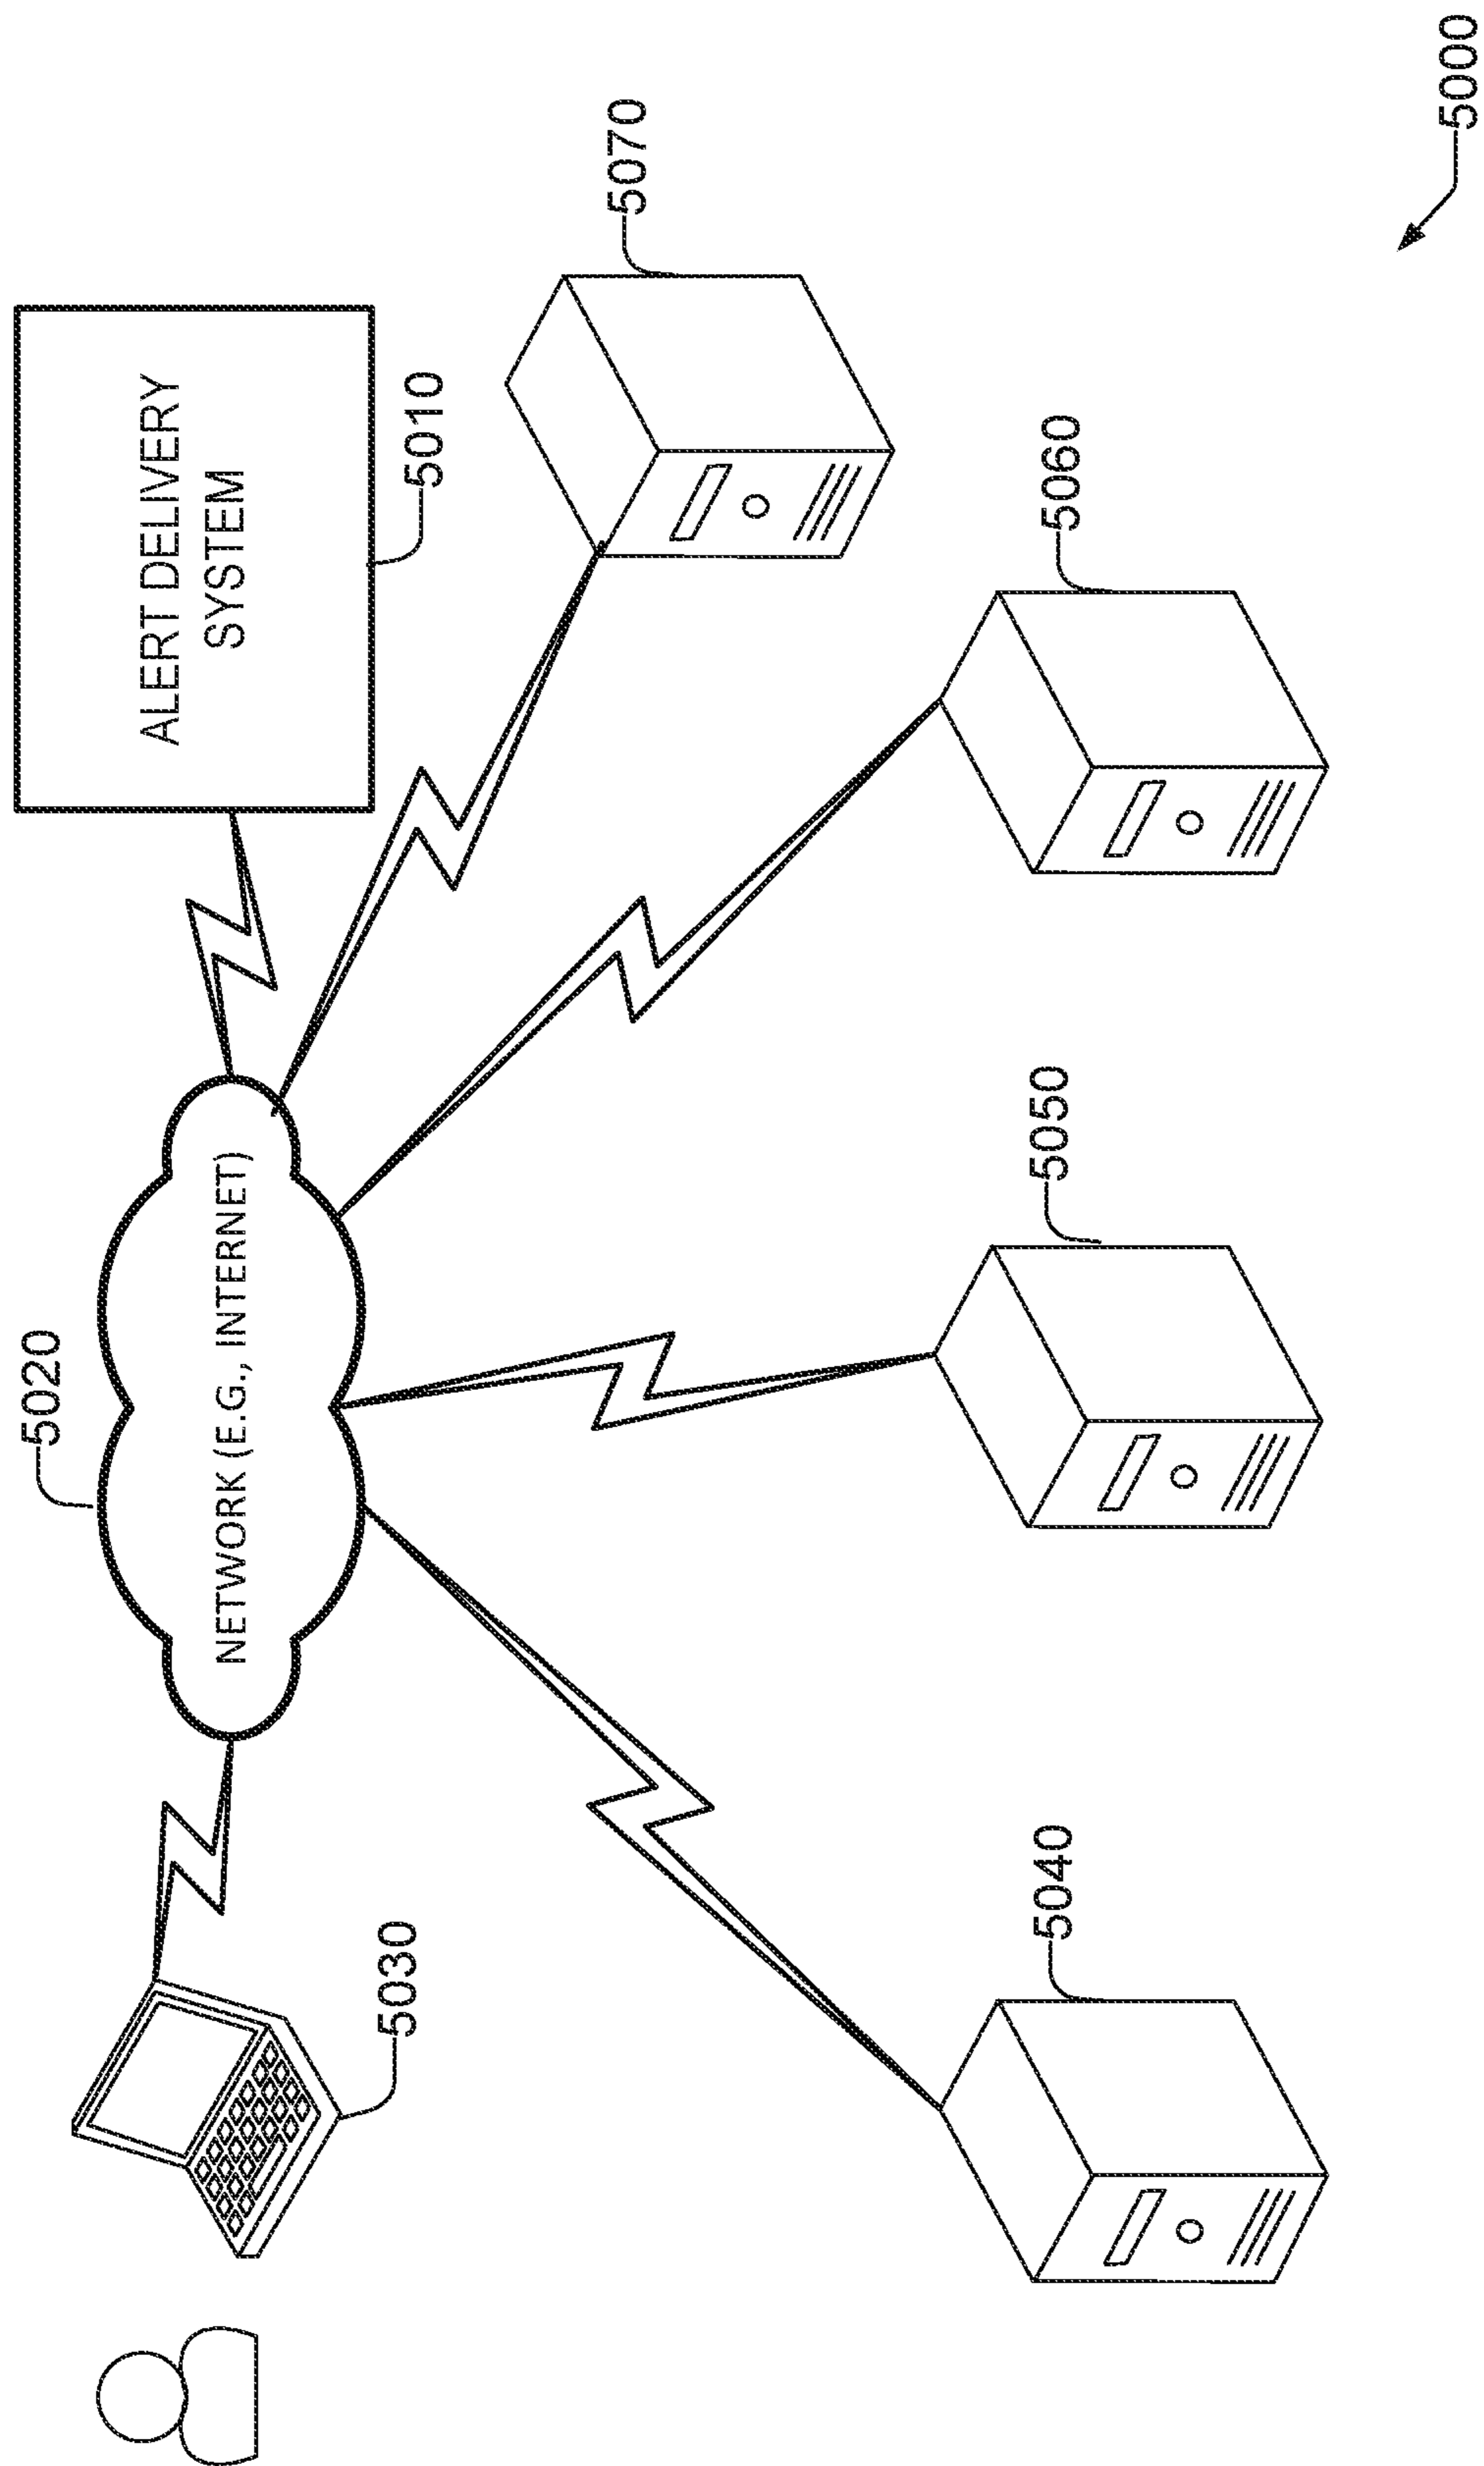 5020
NETWORK (E.G., INTERNET)
ALERT DELIVERY
SYSTEM
5010
5030
5070
5040
5050
5060
5000